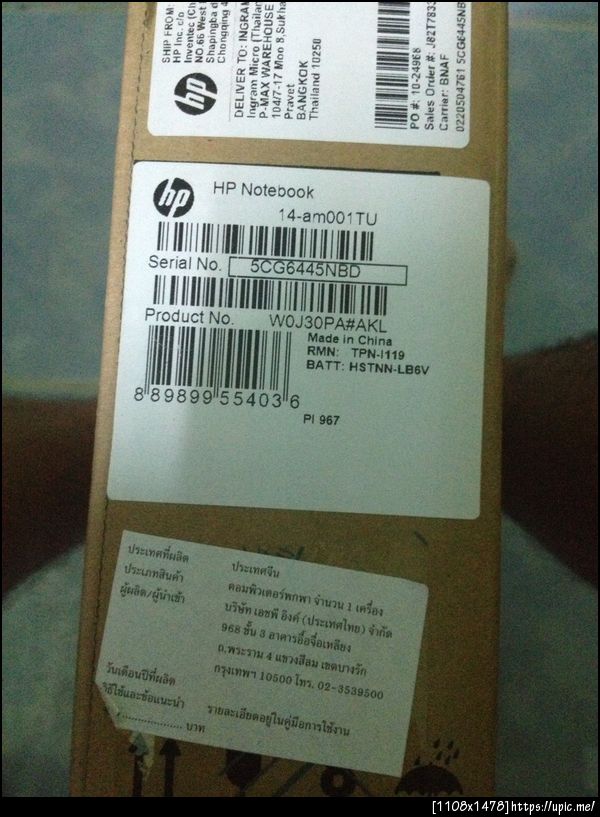 SHIP FROM:
HP Inc. c/o
Inventec (Ch
NO.66 West
Shapingba d
Chongqing 4
hp
DELIVER TO: INGRAM
Ingram Micro (Thailan
P-MAX WAREHOUSE
104/7-17 Moo 8,Sukha
Pravet
BANGKOK
Thailand 10250
PO #: 10-24968
Sales Order #: J827783
Carrier: BNAF
0220504761 5CG6445NB
hp
HP Notebook
14-am001TU
Serial No. 5CG6445NBD
Product No. W0J30PA#AKL
Made in China
RMN: TPN-I119
BATT: HSTNN-LB6V
8 89899 55403 6
PI 967
ประเทศที่ผลิต ประเทศจีน
ประเภทสินค้า คอมพิวเตอร์พกพา จำนวน 1 เครื่อง
ผู้ผลิต/ผู้นำเข้า บริษัท เอชพี อิงค์ (ประเทศไทย) จำกัด
968 ชั้น 3 อาคารอื้อจือเหลียง
ถ.พระราม 4 แขวงสีลม เขตบางรัก
กรุงเทพฯ 10500 โทร. 02-3539500
วันเดือนปีที่ผลิต
วิธีใช้และข้อแนะนำ รายละเอียดอยู่ในคู่มือการใช้งาน
................... บาท
[1108x1478]https://upic.me/